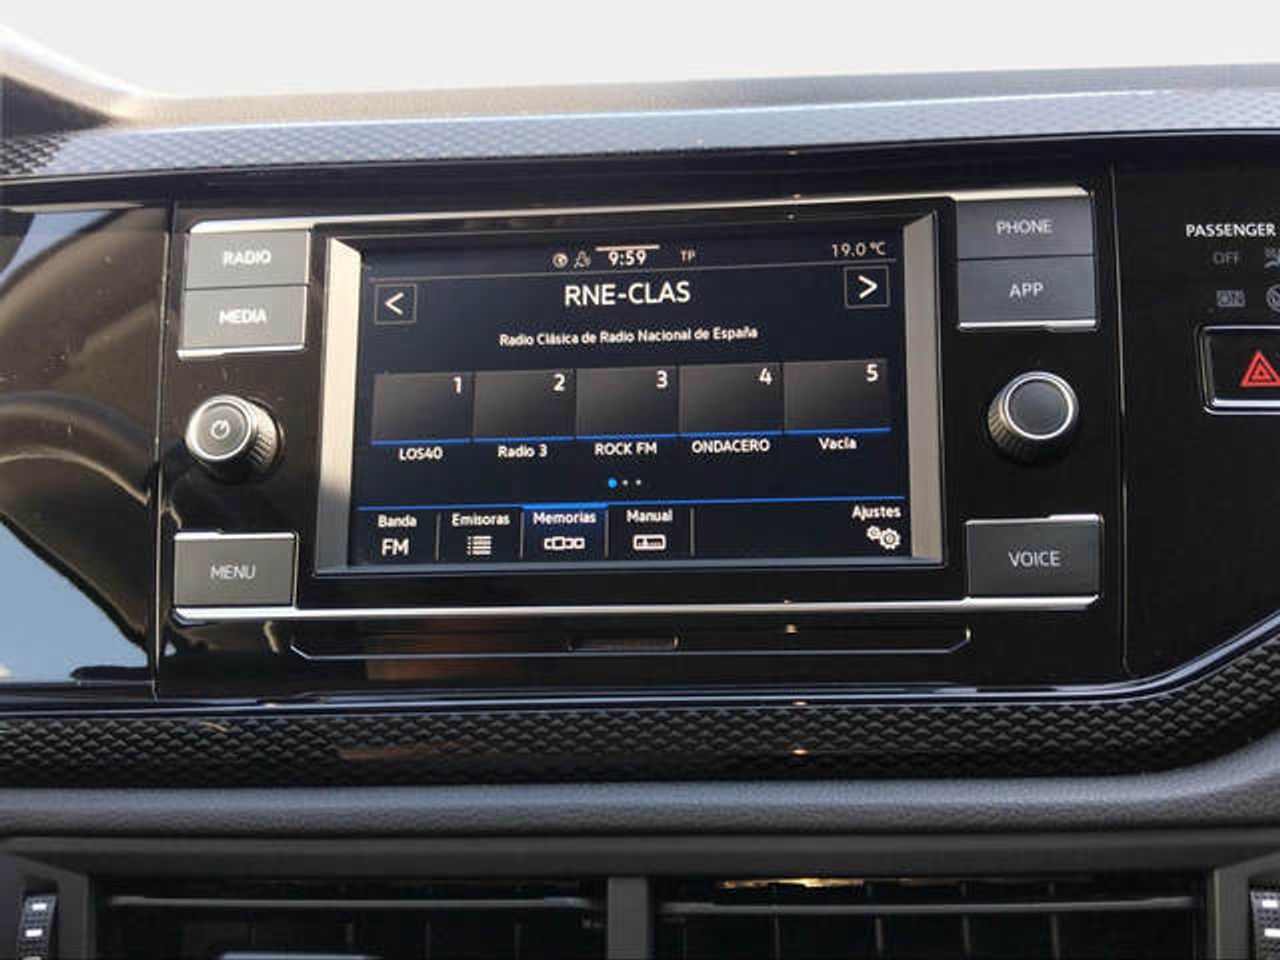 RADIO
MEDIA
MENU
9:59 TP 19.0 °C
< RNE-CLAS >
Radio Clásica de Radio Nacional de España
1 2 3 4 5
LOS40 Radio 3 ROCK FM ONDACERO Vacía
Banda Emisoras Memorias Manual Ajustes
FM
PHONE
APP
VOICE
PASSENGER
OFF